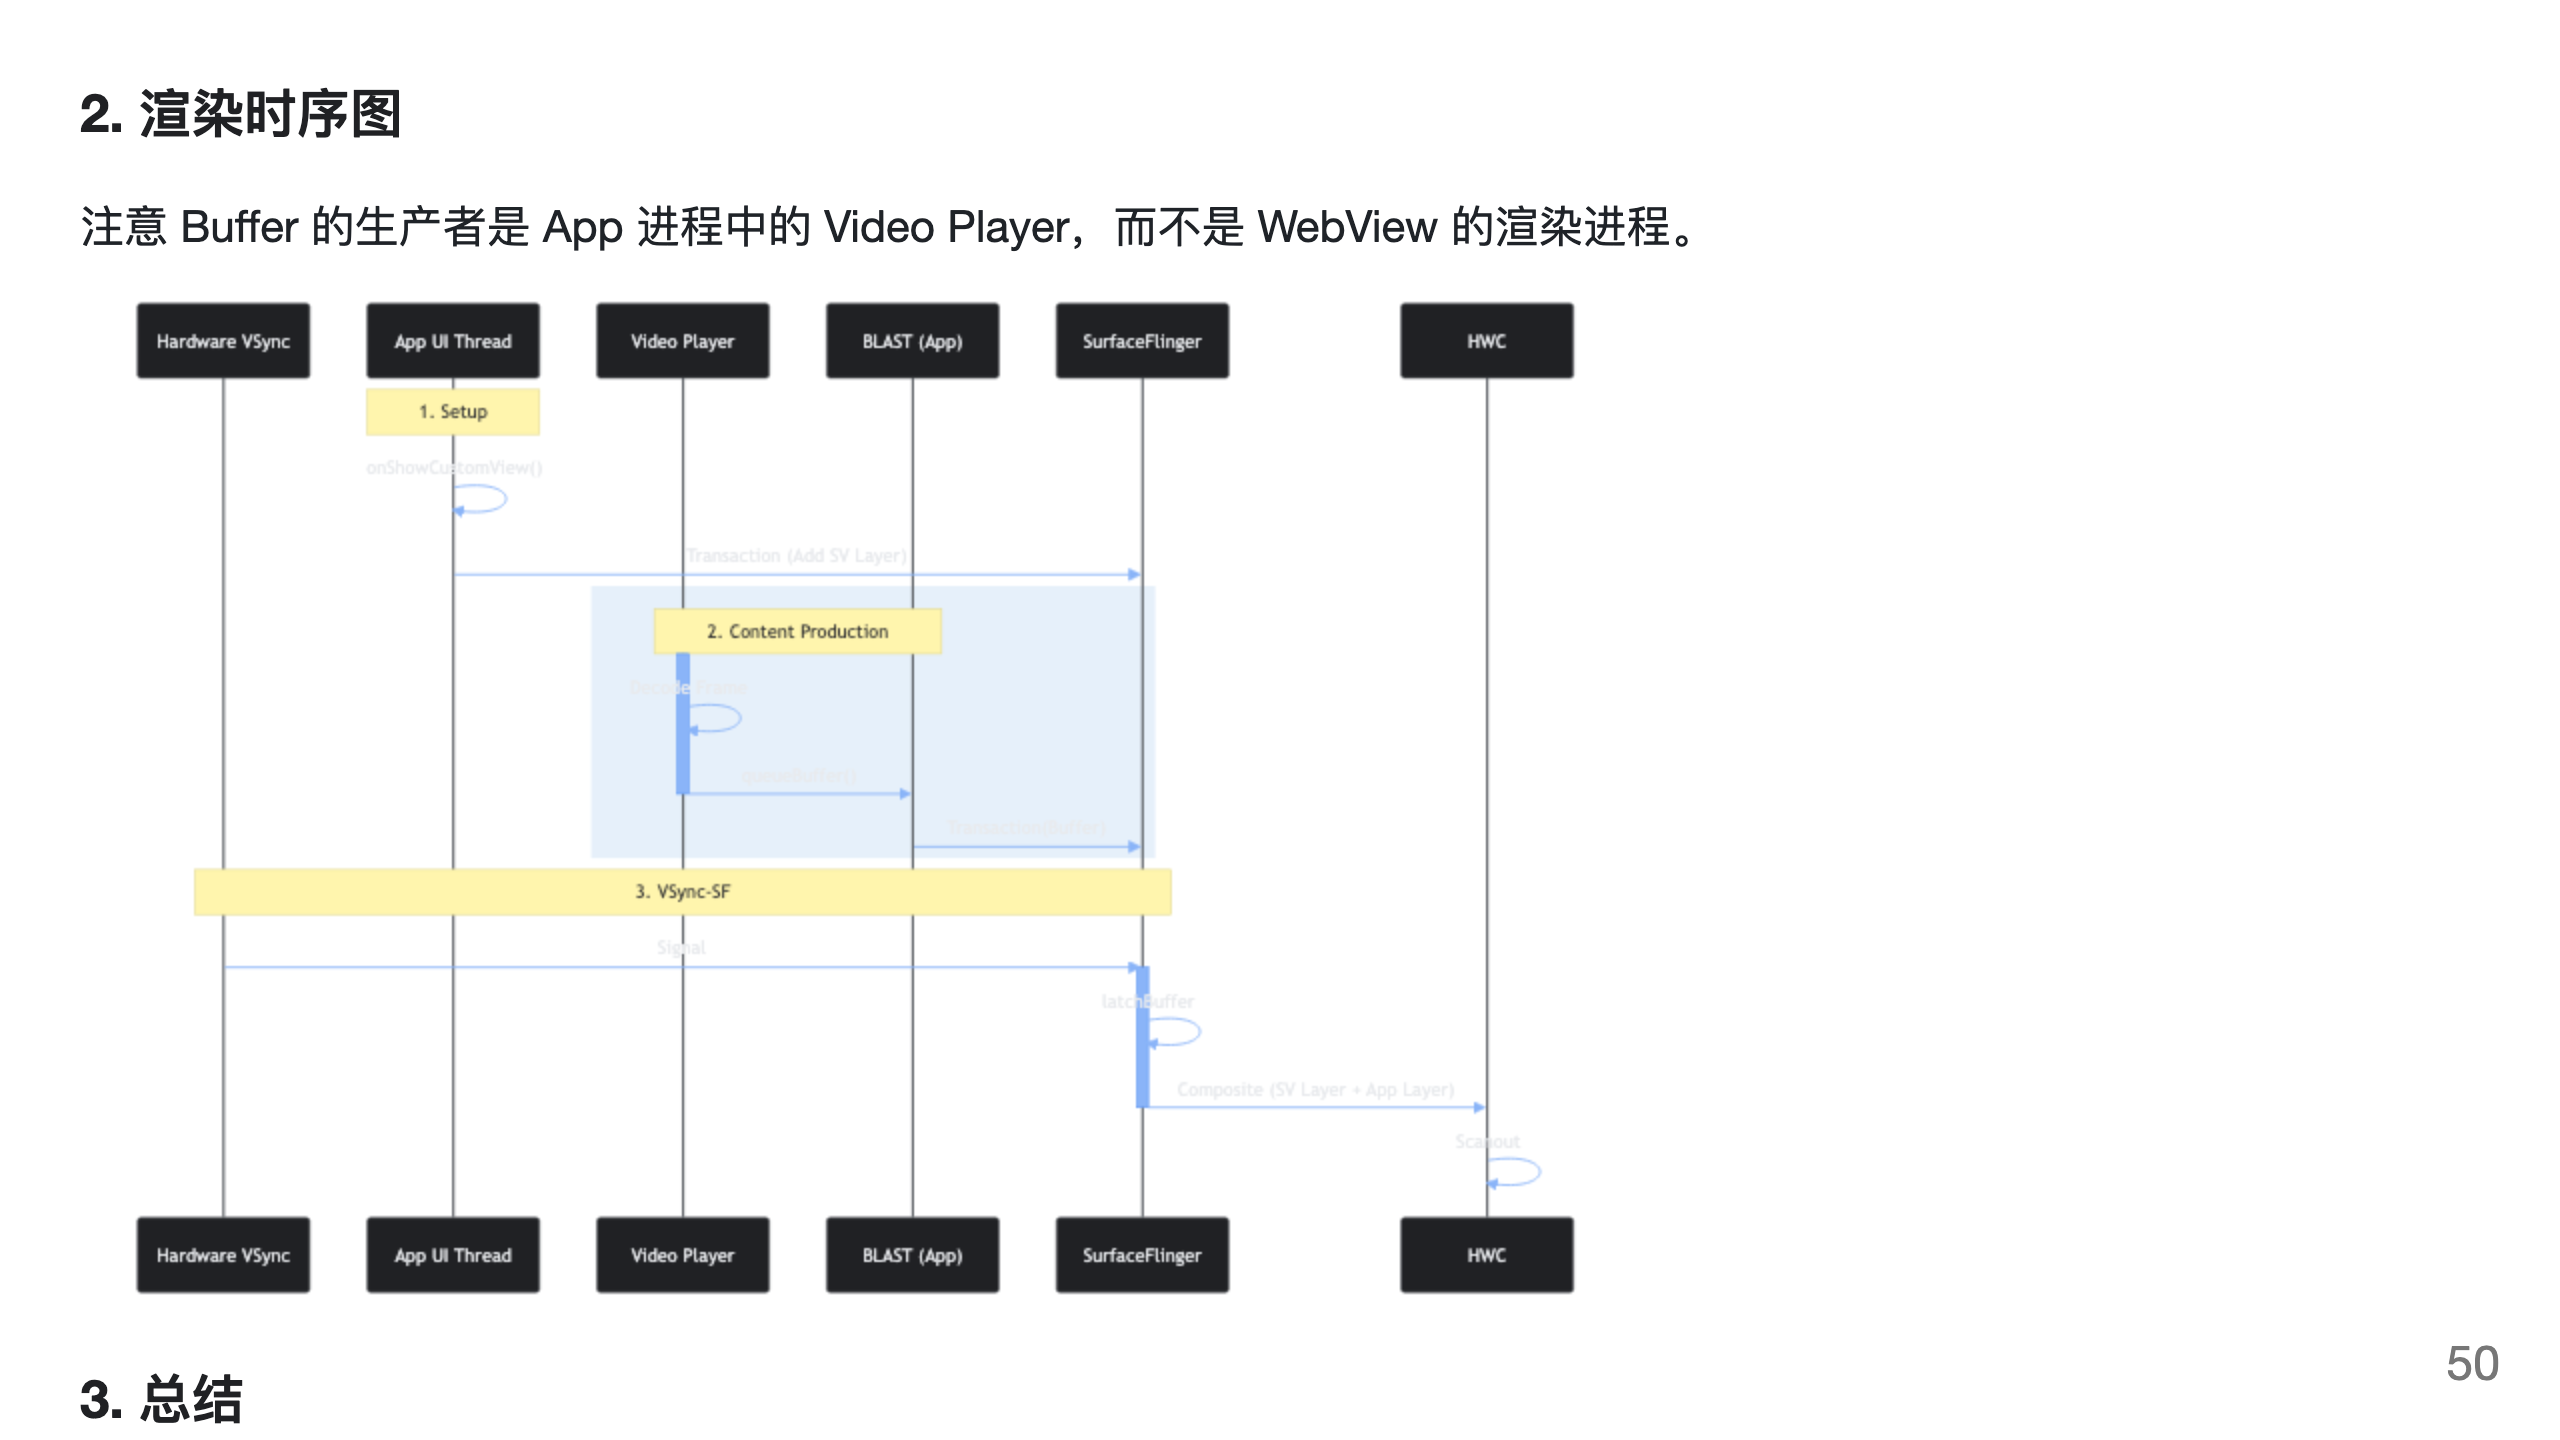 2. 渲染时序图
注意 Buffer 的生产者是 App 进程中的 Video Player，而不是 WebView 的渲染进程。
Hardware VSync
App UI Thread
Video Player
BLAST (App)
SurfaceFlinger
HWC
1. Setup
onShowCustomView()
Transaction (Add SV Layer)
2. Content Production
Decode Frame
queueBuffer()
Transaction(Buffer)
3. VSync-SF
Signal
latchBuffer
Composite (SV Layer + App Layer)
Scanout
Hardware VSync
App UI Thread
Video Player
BLAST (App)
SurfaceFlinger
HWC
3. 总结
50